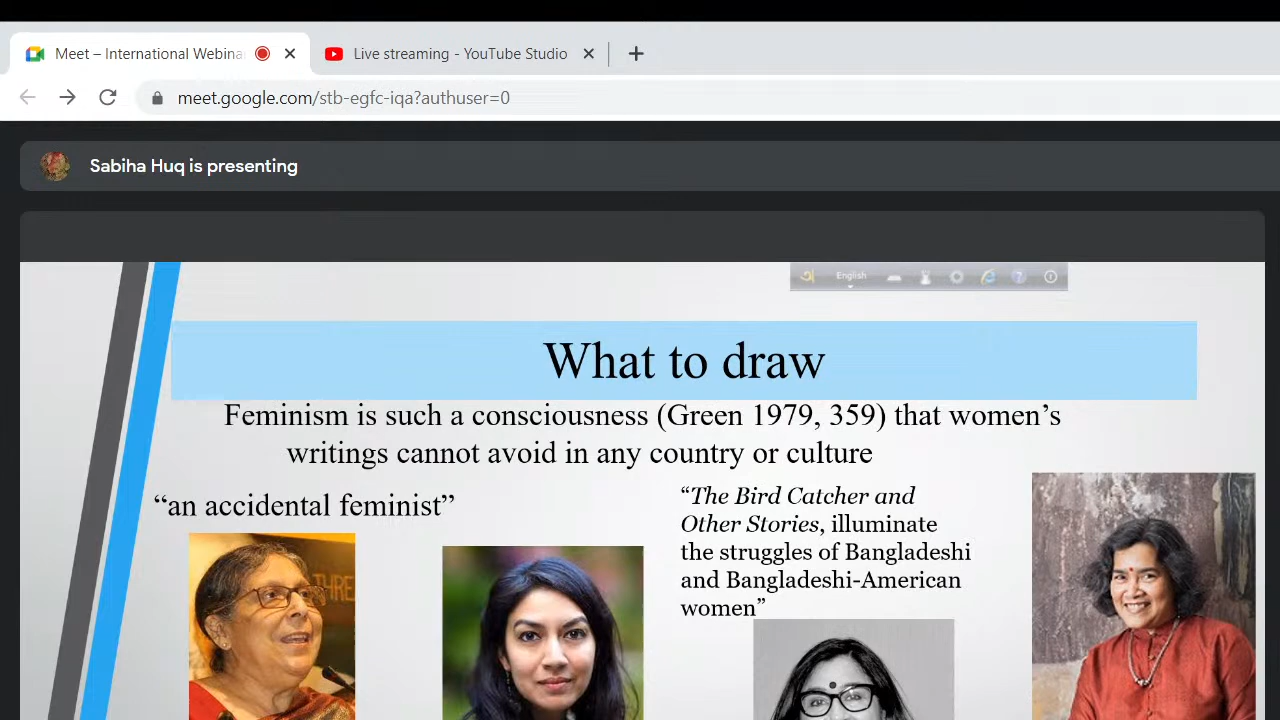 Meet – International Webina
Live streaming - YouTube Studio
meet.google.com/stb-egfc-iqa?authuser=0
Sabiha Huq is presenting
অ English
What to draw
Feminism is such a consciousness (Green 1979, 359) that women’s
writings cannot avoid in any country or culture
“an accidental feminist”
“The Bird Catcher and
Other Stories, illuminate
the struggles of Bangladeshi
and Bangladeshi-American
women”
THRE